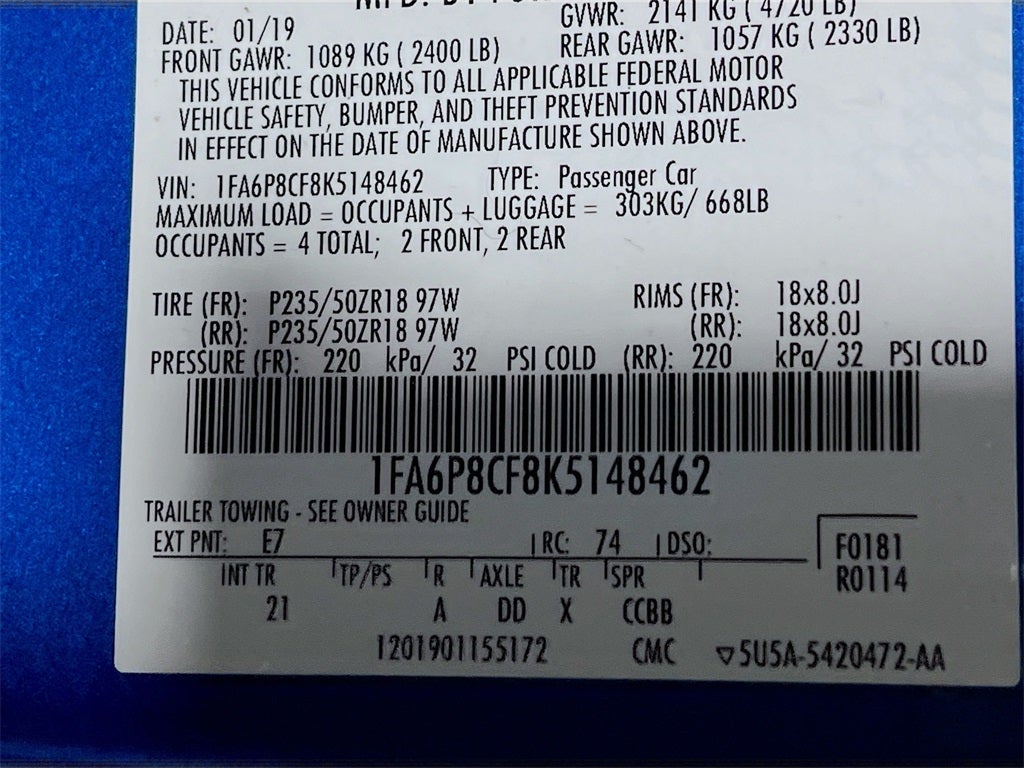 MFD. BY FOR
DATE: 01/19 GVWR: 2141 KG ( 4720 LB)
FRONT GAWR: 1089 KG ( 2400 LB) REAR GAWR: 1057 KG ( 2330 LB)
THIS VEHICLE CONFORMS TO ALL APPLICABLE FEDERAL MOTOR
VEHICLE SAFETY, BUMPER, AND THEFT PREVENTION STANDARDS
IN EFFECT ON THE DATE OF MANUFACTURE SHOWN ABOVE.
VIN: 1FA6P8CF8K5148462 TYPE: Passenger Car
MAXIMUM LOAD = OCCUPANTS + LUGGAGE = 303KG/ 668LB
OCCUPANTS = 4 TOTAL; 2 FRONT, 2 REAR
TIRE (FR): P235/50ZR18 97W RIMS (FR): 18x8.0J
(RR): P235/50ZR18 97W (RR): 18x8.0J
PRESSURE (FR): 220 kPa/ 32 PSI COLD (RR): 220 kPa/ 32 PSI COLD
1FA6P8CF8K5148462
TRAILER TOWING - SEE OWNER GUIDE
EXT PNT: E7 RC: 74 DSO: F0181
INT TR TP/PS R AXLE TR SPR R0114
21 A DD X CCBB
1201901155172 CMC ▽5U5A-5420472-AA